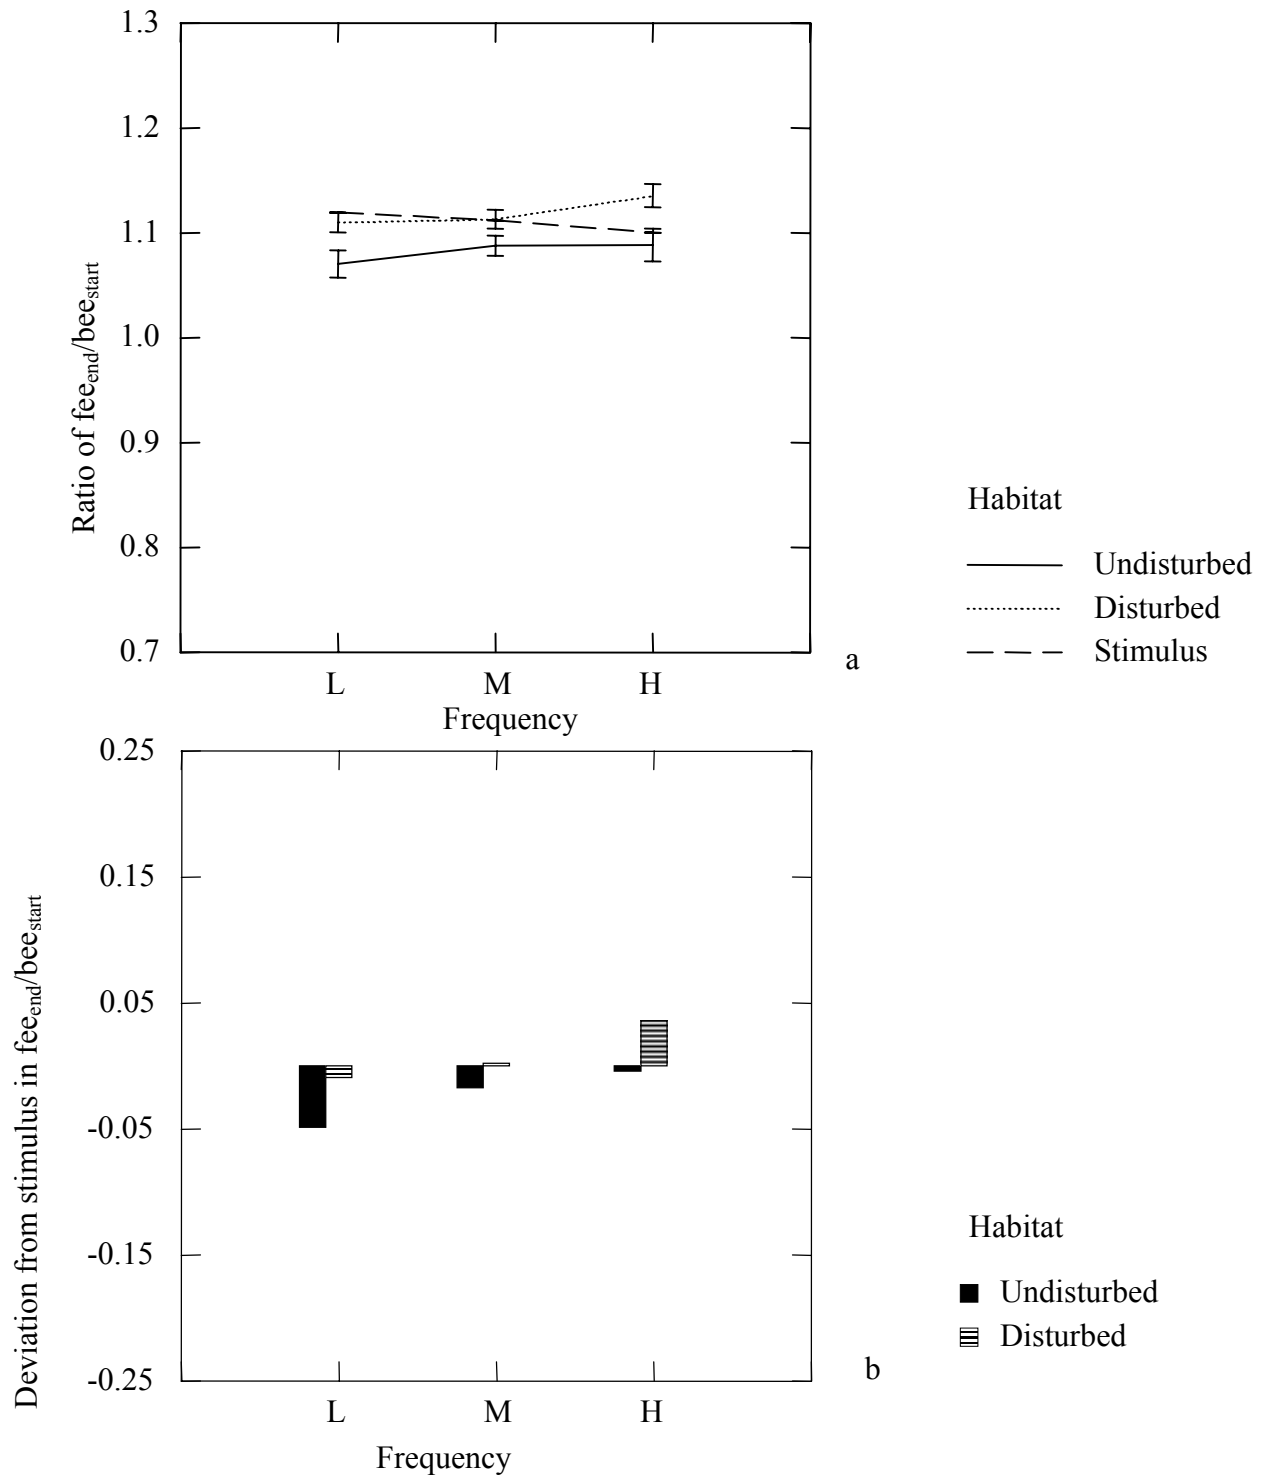 1.3
1.2
1.1
1.0
0.9
0.8
0.7
Ratio of fee_end/bee_start
L M H
Frequency
a
Habitat
Undisturbed
Disturbed
Stimulus
0.25
0.15
0.05
-0.05
-0.15
-0.25
Deviation from stimulus in fee_end/bee_start
L M H
Frequency
b
Habitat
Undisturbed
Disturbed